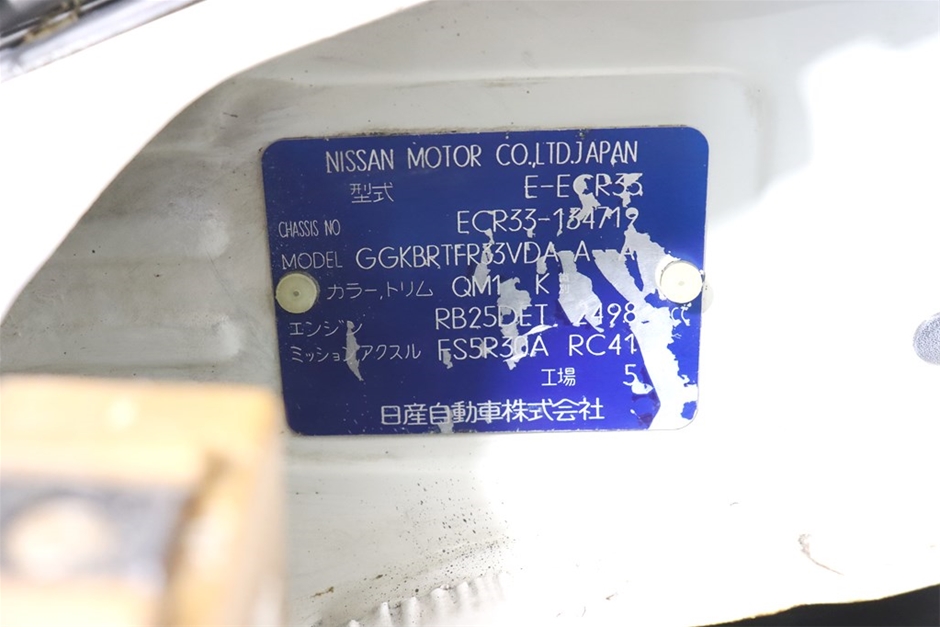 NISSAN MOTOR CO.,LTD.JAPAN
型式 E-ECR33
CHASSIS NO ECR33-134719
MODEL GGKBRTFR33VDA-A--A
カラー,トリム QM1 K
エンジン RB25DET 2498 cc
ミッション,アクスル FS5R30A RC41
工場 5
日産自動車株式会社